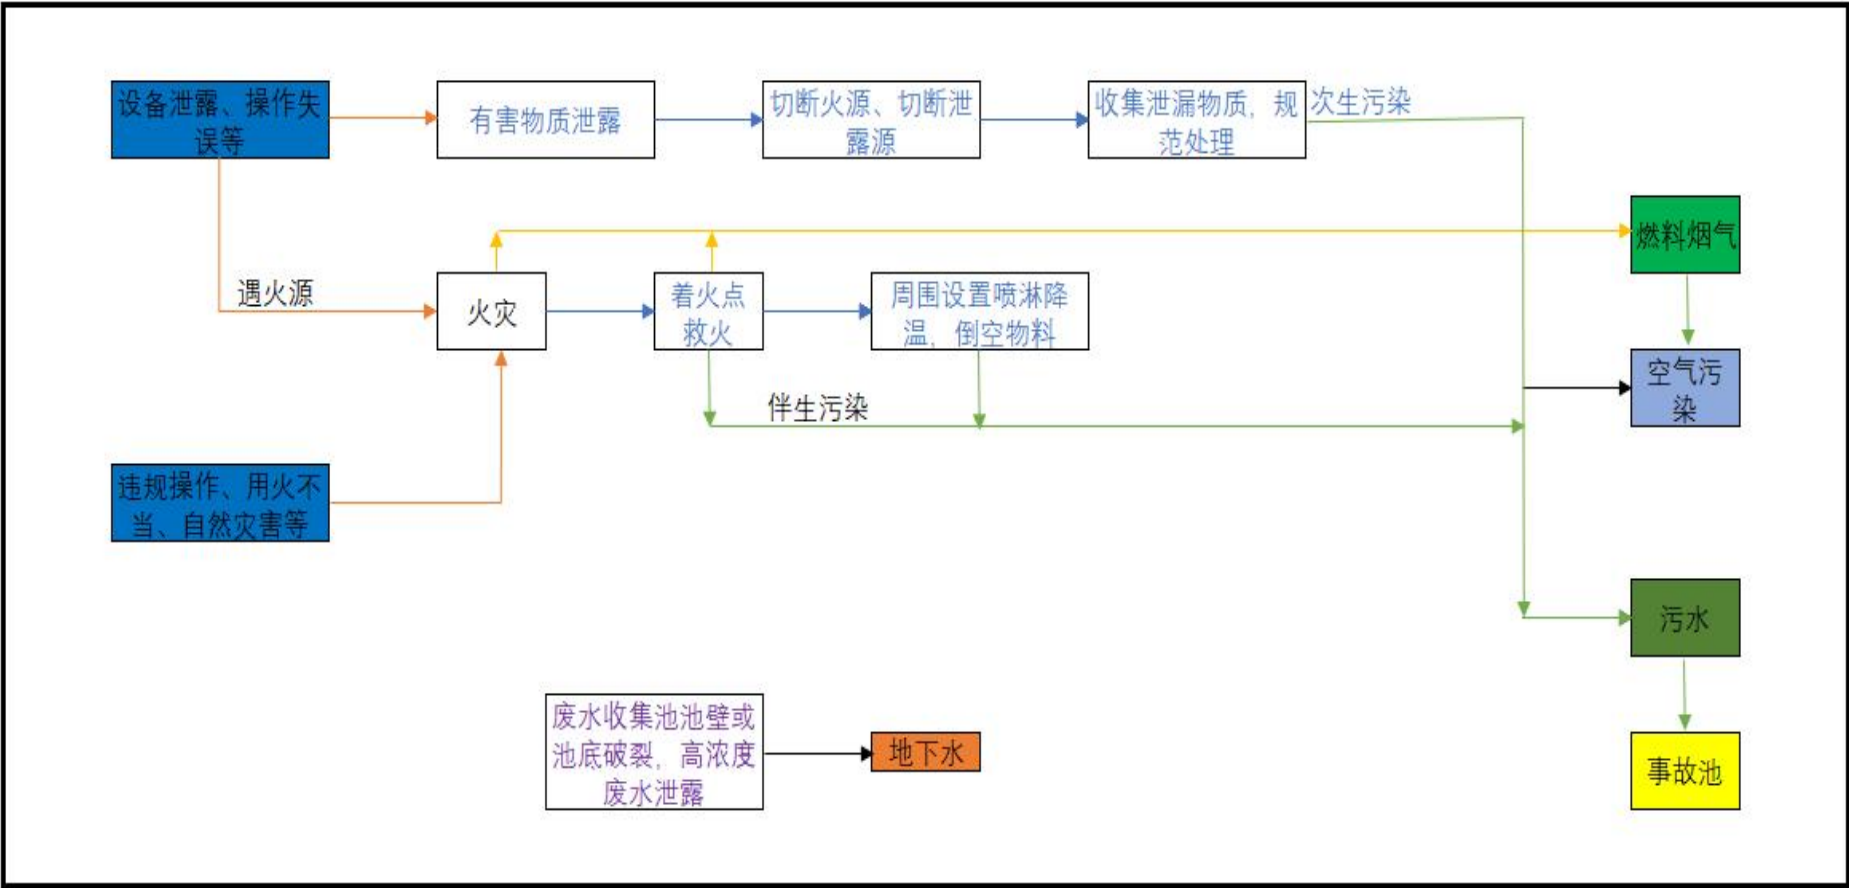 设备泄露、操作失
误等
有害物质泄露
切断火源、切断泄
露源
收集泄漏物质，规
范处理
次生污染
燃料烟气
遇火源
火灾
着火点
救火
周围设置喷淋降
温，倒空物料
空气污
染
伴生污染
违规操作、用火不
当、自然灾害等
污水
废水收集池池壁或
池底破裂，高浓度
废水泄露
地下水
事故池